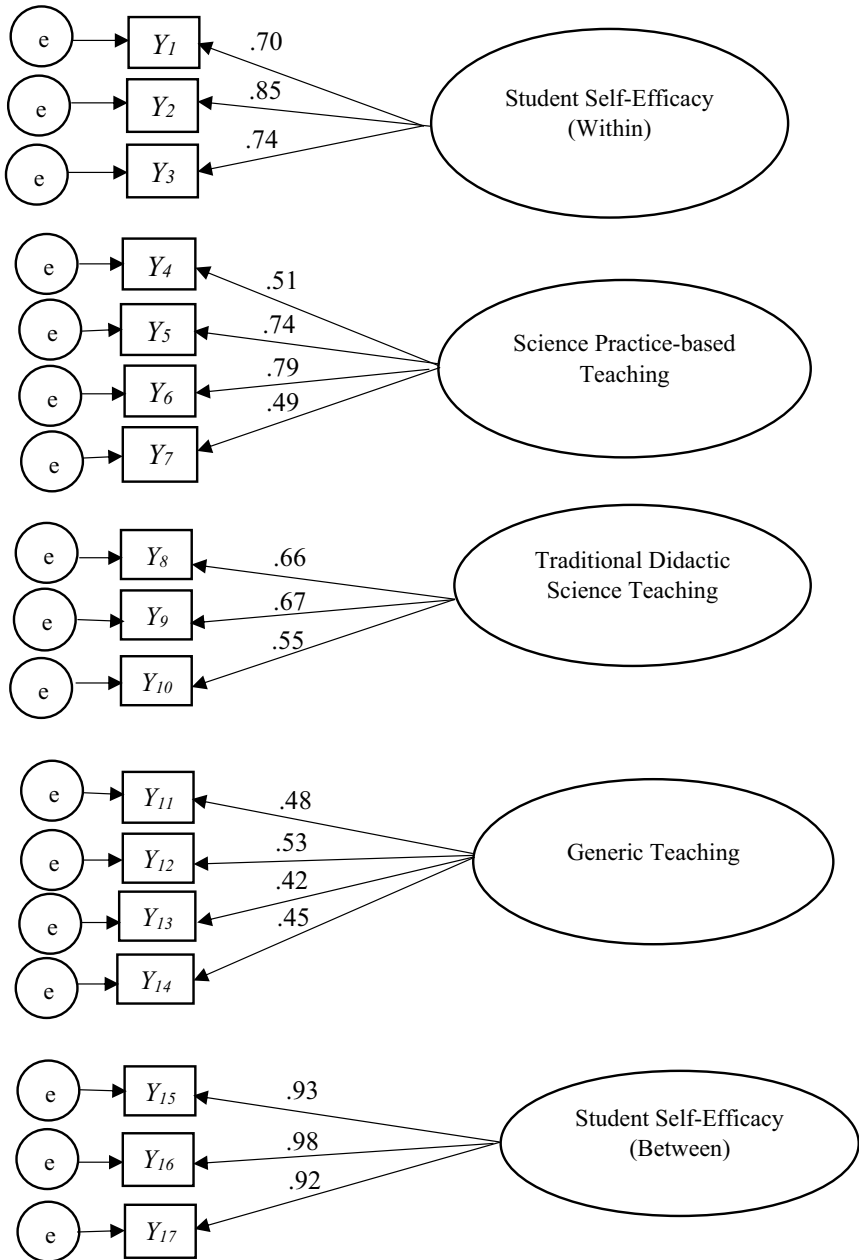 e Y1 .70
e Y2 .85
e Y3 .74
Student Self-Efficacy
(Within)
e Y4 .51
e Y5 .74
e Y6 .79
e Y7 .49
Science Practice-based
Teaching
e Y8 .66
e Y9 .67
e Y10 .55
Traditional Didactic
Science Teaching
e Y11 .48
e Y12 .53
e Y13 .42
e Y14 .45
Generic Teaching
e Y15 .93
e Y16 .98
e Y17 .92
Student Self-Efficacy
(Between)